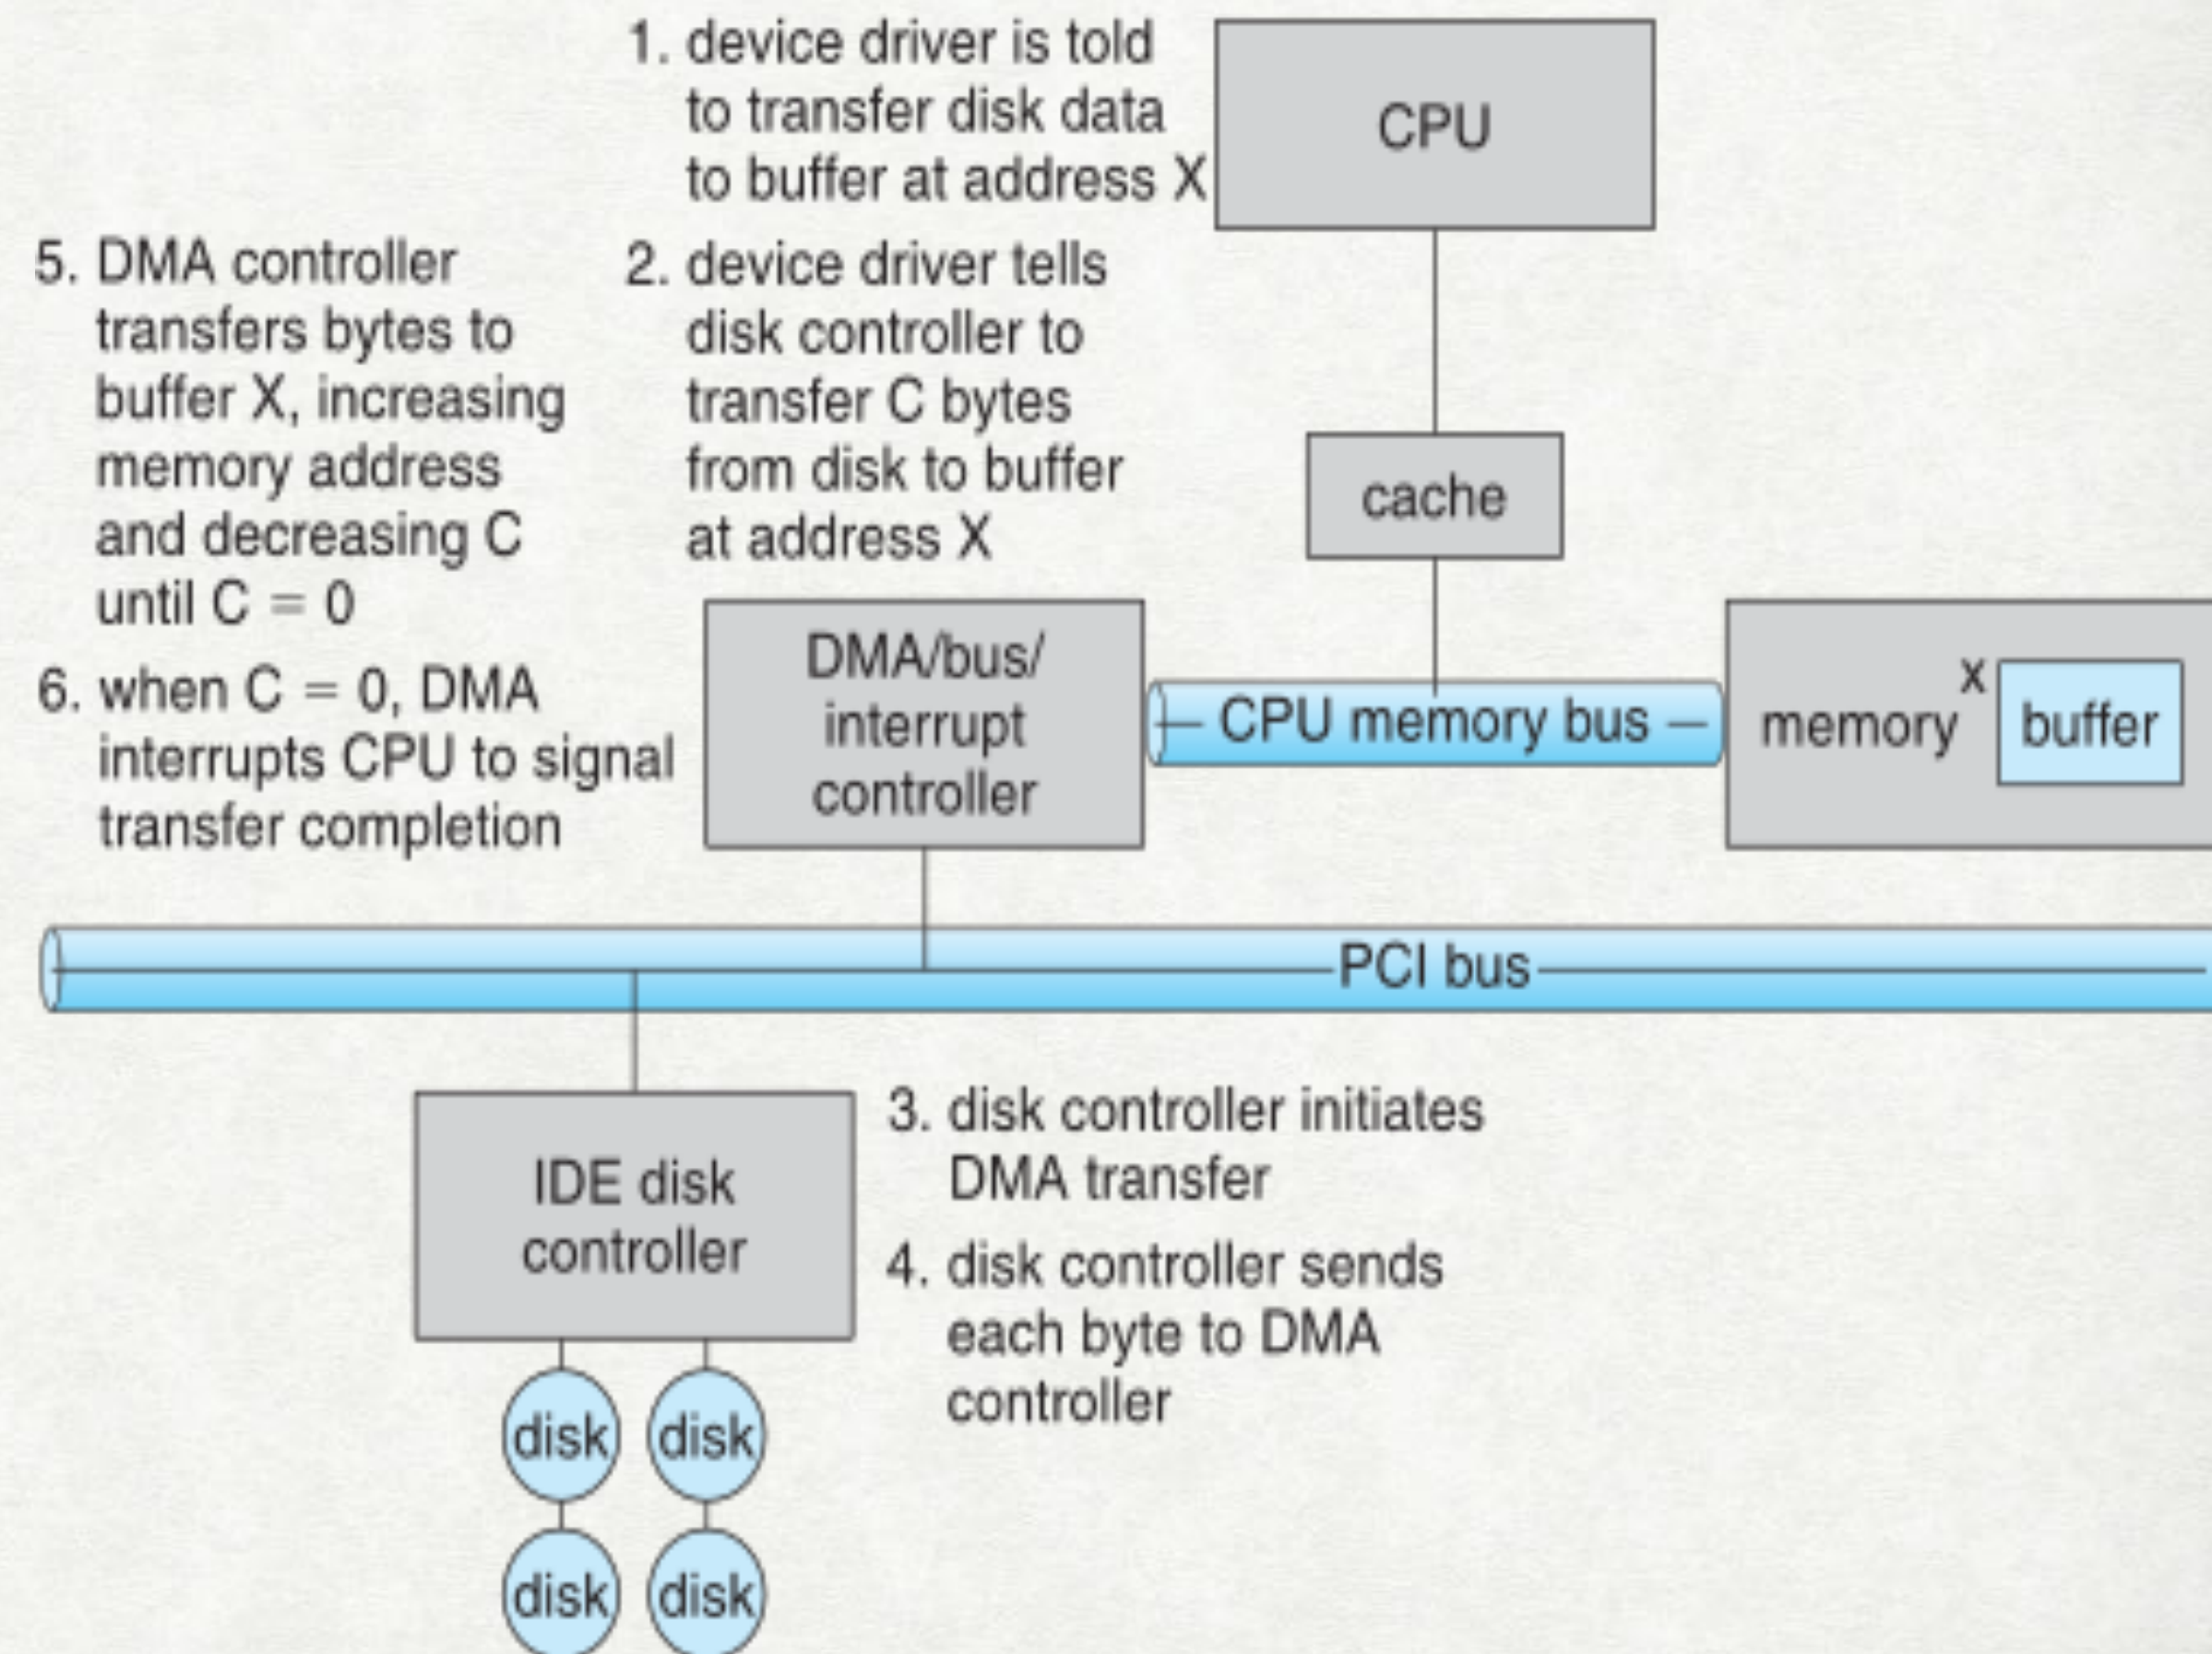 1. device driver is told
to transfer disk data
to buffer at address X
CPU
5. DMA controller
transfers bytes to
buffer X, increasing
memory address
and decreasing C
until C = 0
2. device driver tells
disk controller to
transfer C bytes
from disk to buffer
at address X
cache
6. when C = 0, DMA
interrupts CPU to signal
transfer completion
DMA/bus/
interrupt
controller
CPU memory bus
memory
x
buffer
PCI bus
IDE disk
controller
3. disk controller initiates
DMA transfer
4. disk controller sends
each byte to DMA
controller
disk
disk
disk
disk